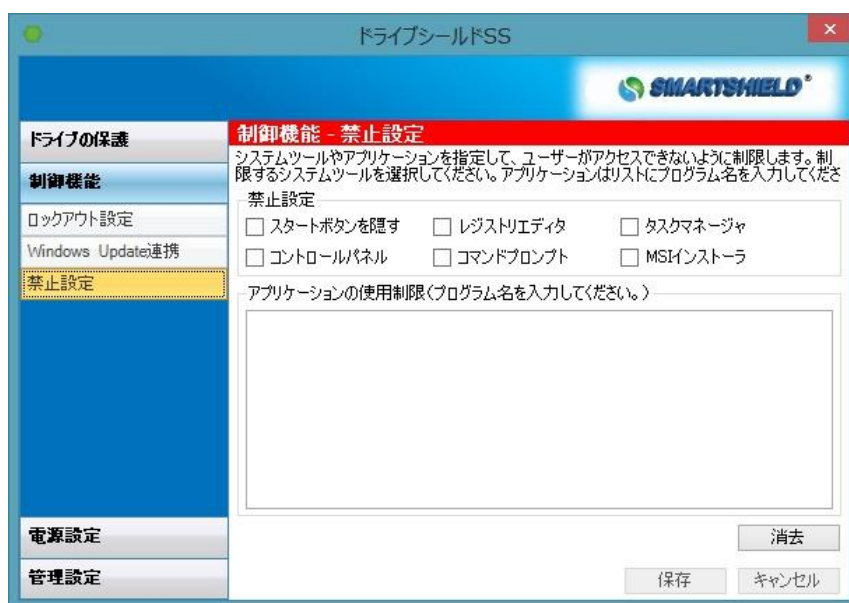 ドライブシールドSS
SMARTSHIELD
ドライブの保護
制御機能
ロックアウト設定
Windows Update連携
禁止設定
電源設定
管理設定
制御機能 - 禁止設定
システムツールやアプリケーションを指定して、ユーザーがアクセスできないように制限します。制
限するシステムツールを選択してください。アプリケーションはリストにプログラム名を入力してくださ
禁止設定
スタートボタンを隠す レジストリエディタ タスクマネージャ
コントロールパネル コマンドプロンプト MSIインストーラ
アプリケーションの使用制限(プログラム名を入力してください。)
消去
保存 キャンセル